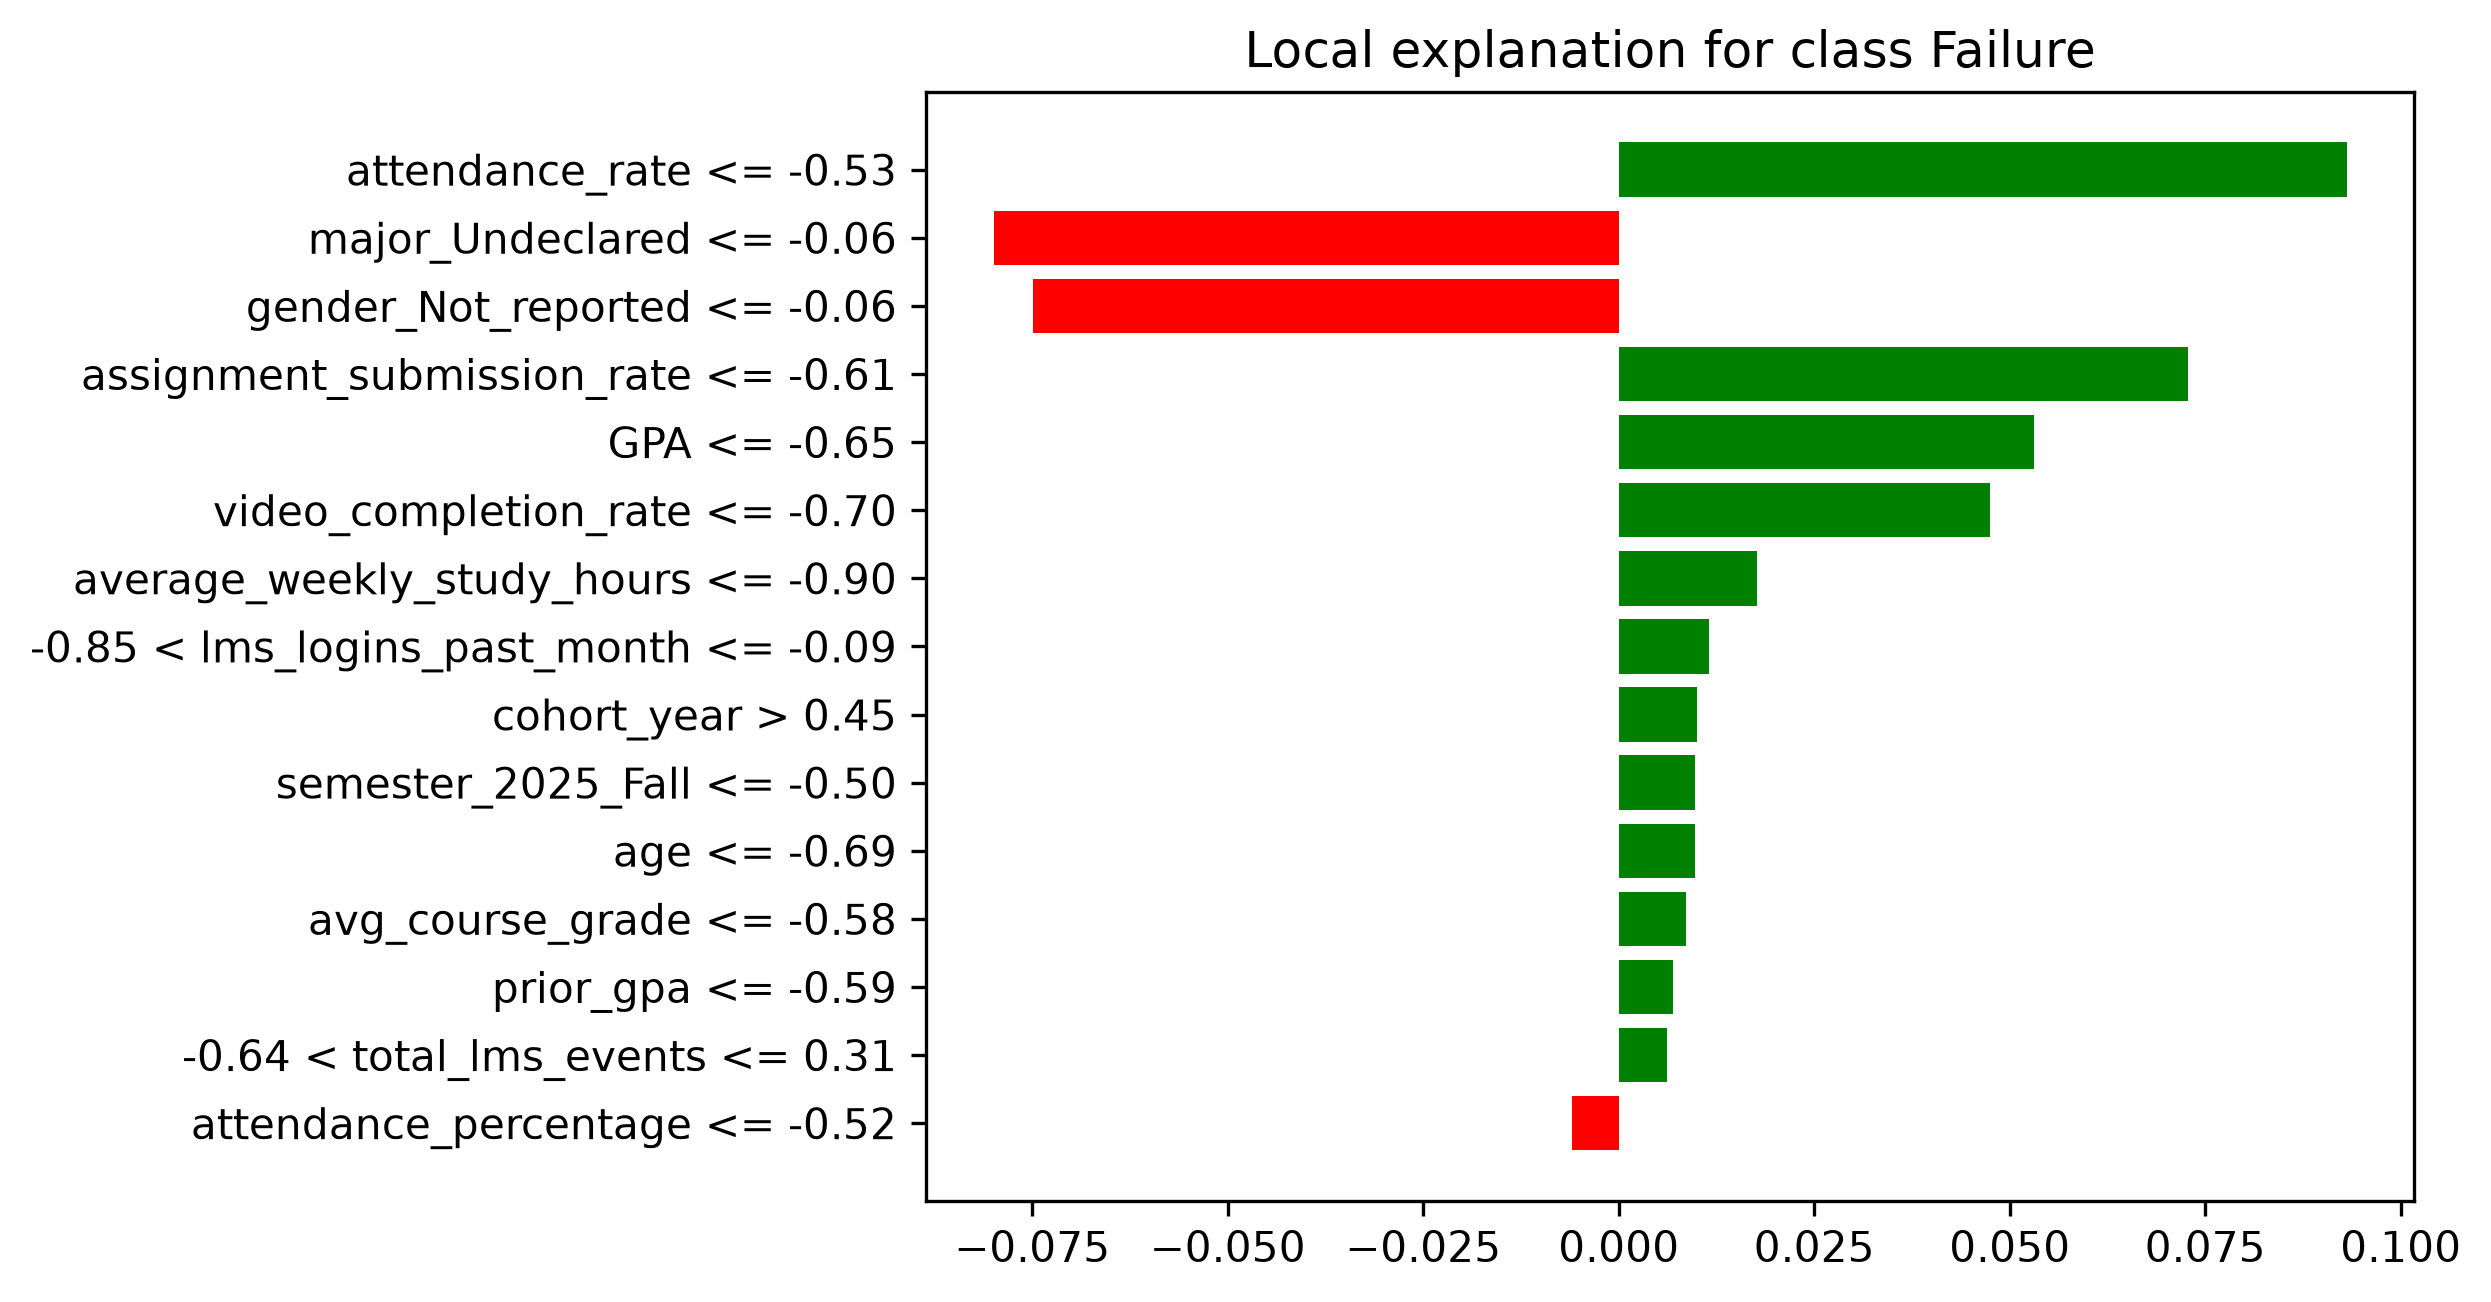 Local explanation for class Failure
attendance_rate <= -0.53
major_Undeclared <= -0.06
gender_Not_reported <= -0.06
assignment_submission_rate <= -0.61
GPA <= -0.65
video_completion_rate <= -0.70
average_weekly_study_hours <= -0.90
-0.85 < lms_logins_past_month <= -0.09
cohort_year > 0.45
semester_2025_Fall <= -0.50
age <= -0.69
avg_course_grade <= -0.58
prior_gpa <= -0.59
-0.64 < total_lms_events <= 0.31
attendance_percentage <= -0.52
−0.075 −0.050 −0.025 0.000 0.025 0.050 0.075 0.100